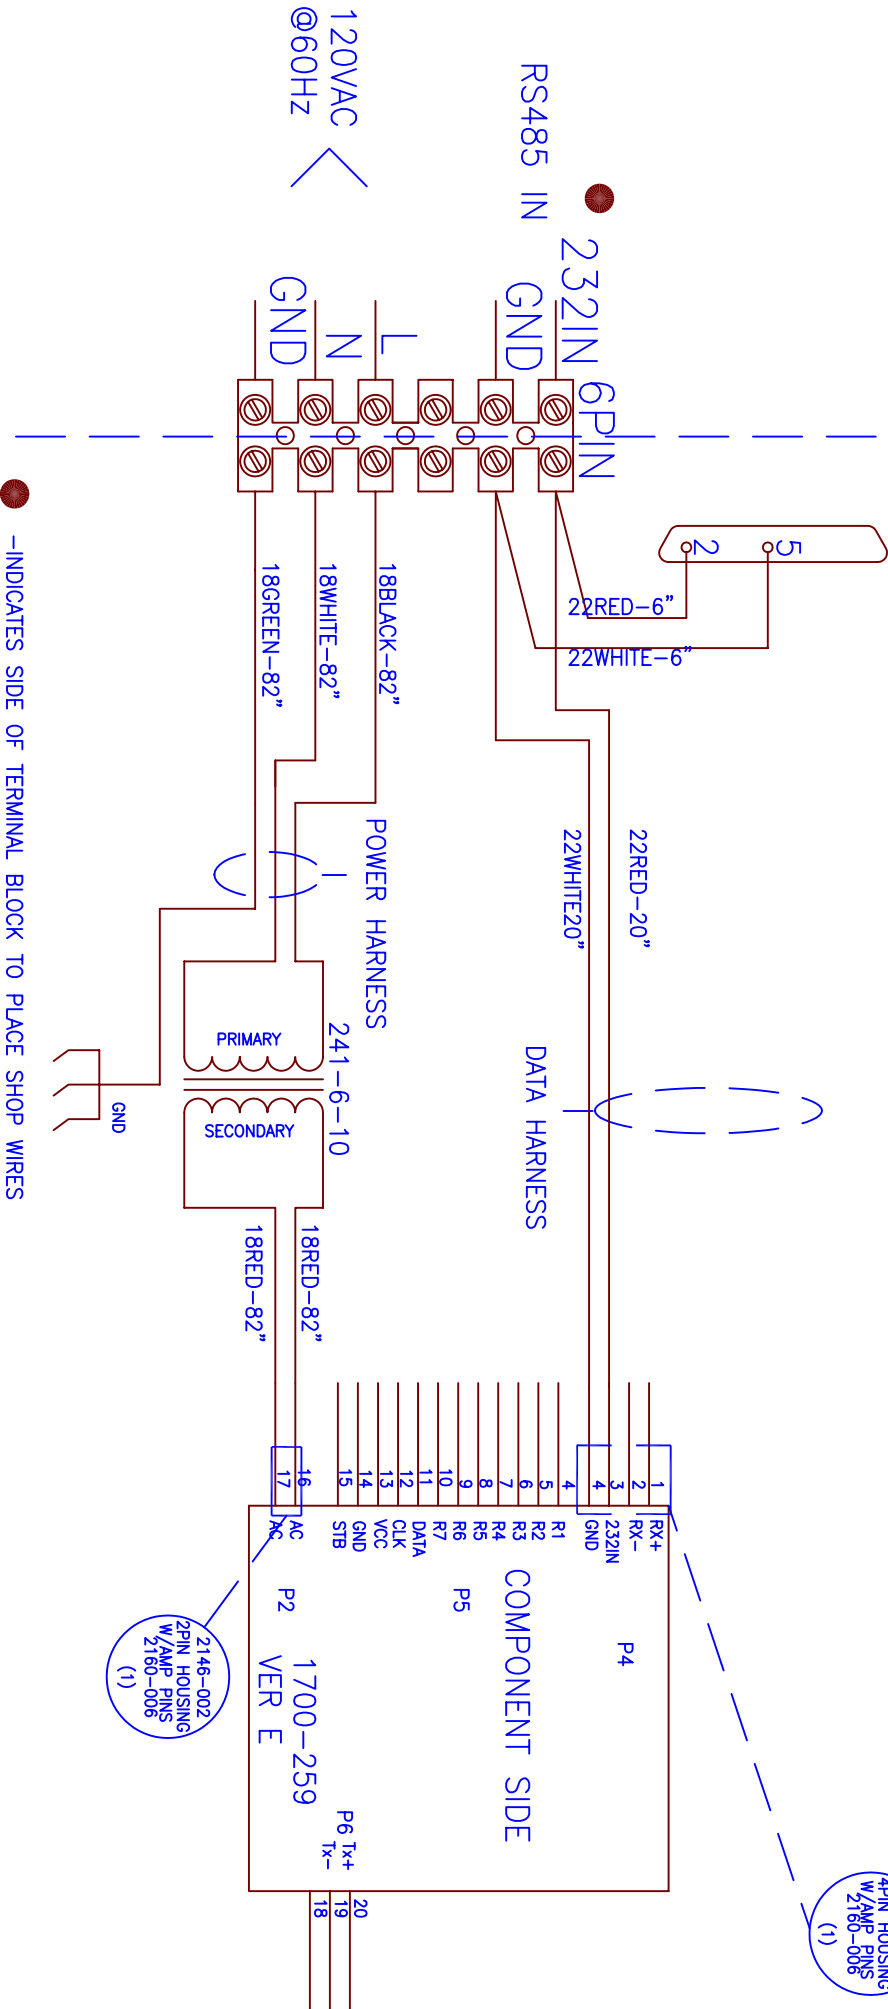 120VAC
@60Hz
RS485 IN
232IN
GND
L
N
GND
6PIN
2
5
22RED-6"
22WHITE-6"
18BLACK-82"
18WHITE-82"
18GREEN-82"
22RED-20"
22WHITE20"
POWER HARNESS
DATA HARNESS
241-6-10
PRIMARY
SECONDARY
GND
18RED-82"
18RED-82"
1 RX+
2 RX-
3 232IN
4 GND
4 R1
5 R2
6 R3
7 R4
8 R5
9 R6
10 R7
11 DATA
12 CLK
13 VCC
14 GND
15 STB
16 AC
17 AC
P4
P5
P2
COMPONENT SIDE
1700-259
VER E
P6 Tx+
Tx-
20
19
18
2146-002
2PIN HOUSING
W/AMP PINS
2160-006
(1)
4PIN HOUSING
W/AMP PINS
2160-006
(1)
-INDICATES SIDE OF TERMINAL BLOCK TO PLACE SHOP WIRES